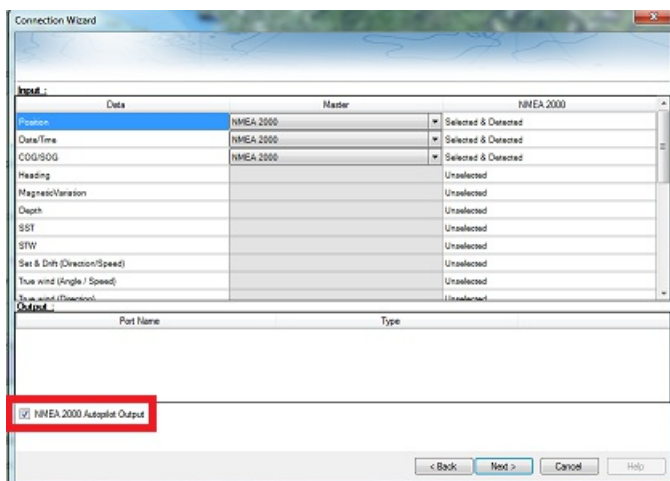 Connection Wizard
Input :
Data Master NMEA 2000
Position NMEA 2000 Selected & Detected
Date/Time NMEA 2000 Selected & Detected
COG/SOG NMEA 2000 Selected & Detected
Heading Unselected
MagneticVariation Unselected
Depth Unselected
SST Unselected
STW Unselected
Set & Drift (Direction/Speed) Unselected
True wind (Angle / Speed) Unselected
True wind (Direction) Unselected
Output :
Port Name Type
NMEA 2000 Autopilot Output
< Back Next > Cancel Help